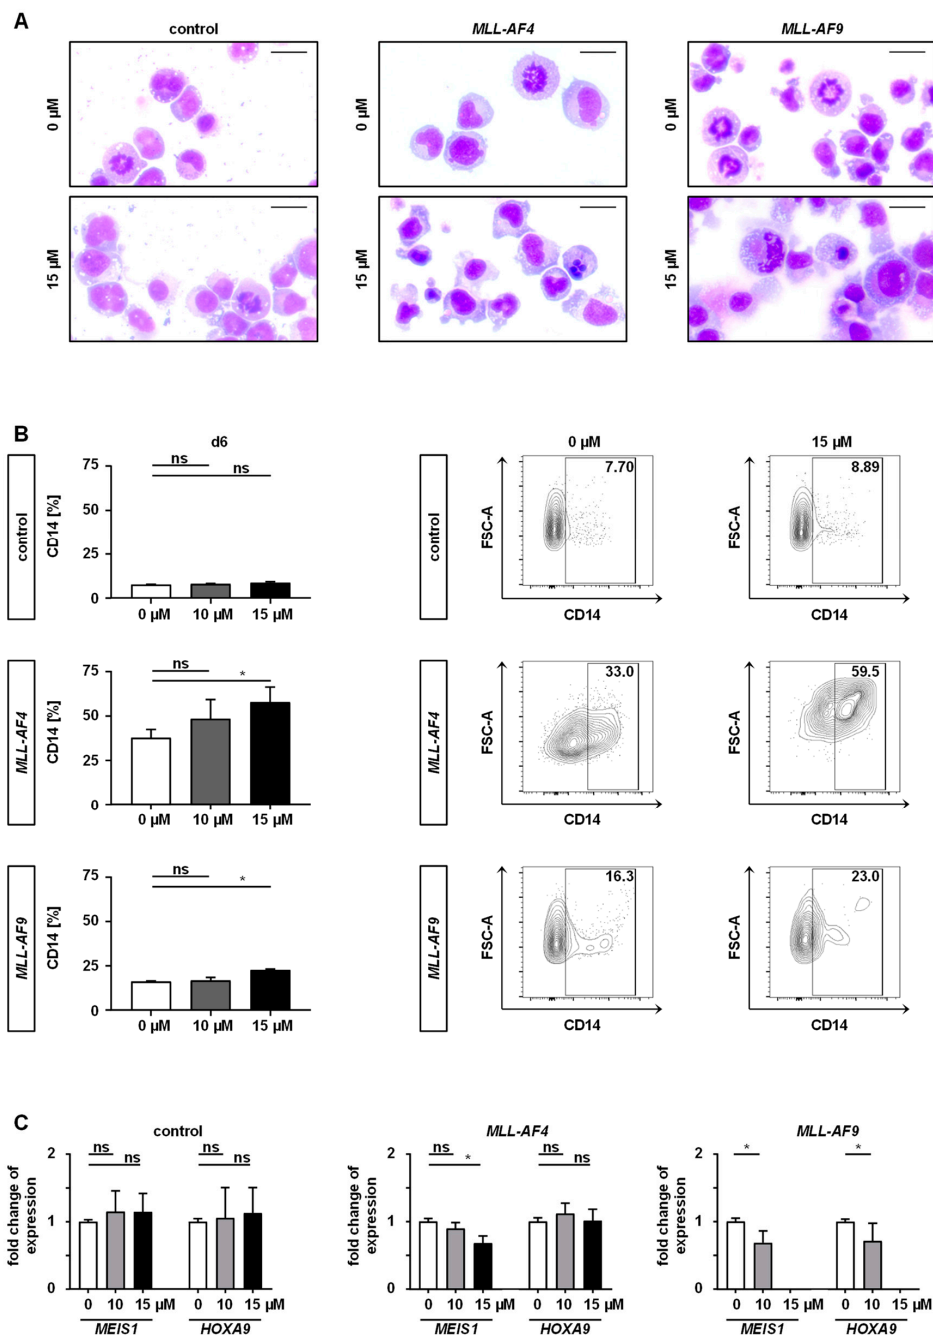 A
control
MLL-AF4
MLL-AF9
0 µM
0 µM
0 µM
15 µM
15 µM
15 µM
B
d6
0 µM
15 µM
control
CD14 [%]
75
50
25
0
ns
ns
0 µM
10 µM
15 µM
control
FSC-A
7.70
CD14
FSC-A
8.89
CD14
MLL-AF4
CD14 [%]
75
50
25
0
ns
*
0 µM
10 µM
15 µM
MLL-AF4
FSC-A
33.0
CD14
FSC-A
59.5
CD14
MLL-AF9
CD14 [%]
75
50
25
0
ns
*
0 µM
10 µM
15 µM
MLL-AF9
FSC-A
16.3
CD14
FSC-A
23.0
CD14
C
control
fold change of
expression
2
1
0
ns
ns
ns
ns
0 10 15 µM
0 10 15 µM
MEIS1
HOXA9
MLL-AF4
fold change of
expression
2
1
0
ns
*
ns
ns
0 10 15 µM
0 10 15 µM
MEIS1
HOXA9
MLL-AF9
fold change of
expression
2
1
0
*
*
0 10 15 µM
0 10 15 µM
MEIS1
HOXA9